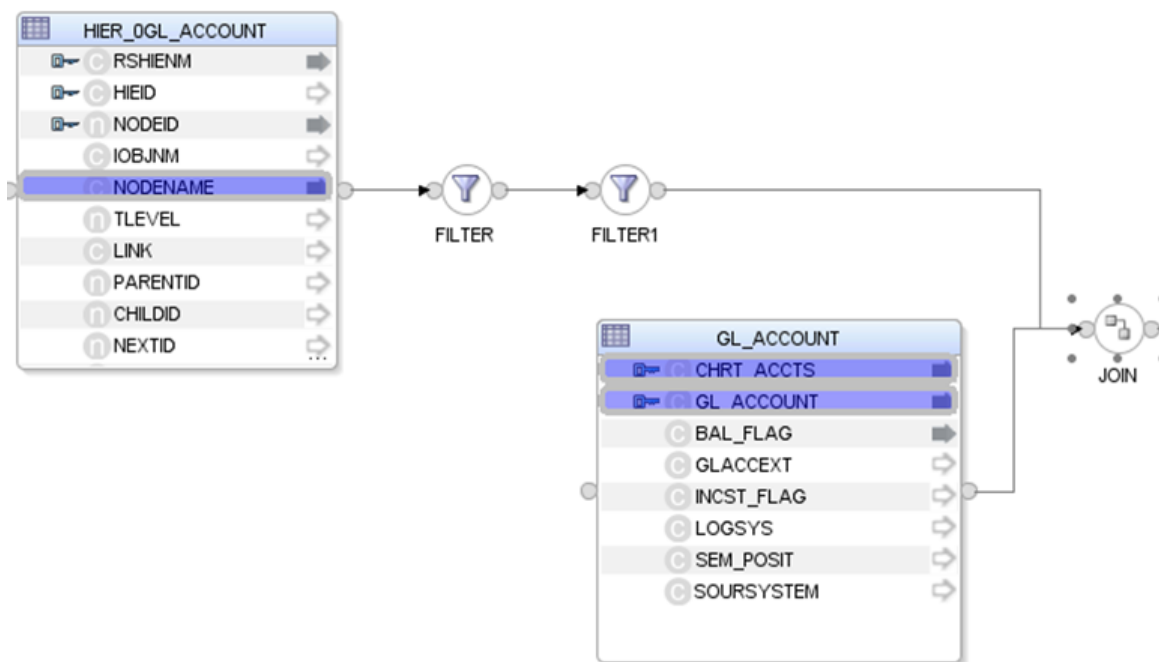 HIER_0GL_ACCOUNT
C RSHIENM
C HIEID
n NODEID
C IOBJNM
C NODENAME
n TLEVEL
C LINK
n PARENTID
n CHILDID
n NEXTID
...
FILTER
FILTER1
GL_ACCOUNT
C CHRT_ACCTS
C GL_ACCOUNT
C BAL_FLAG
C GLACCEXT
C INCST_FLAG
C LOGSYS
C SEM_POSIT
C SOURSYSTEM
JOIN